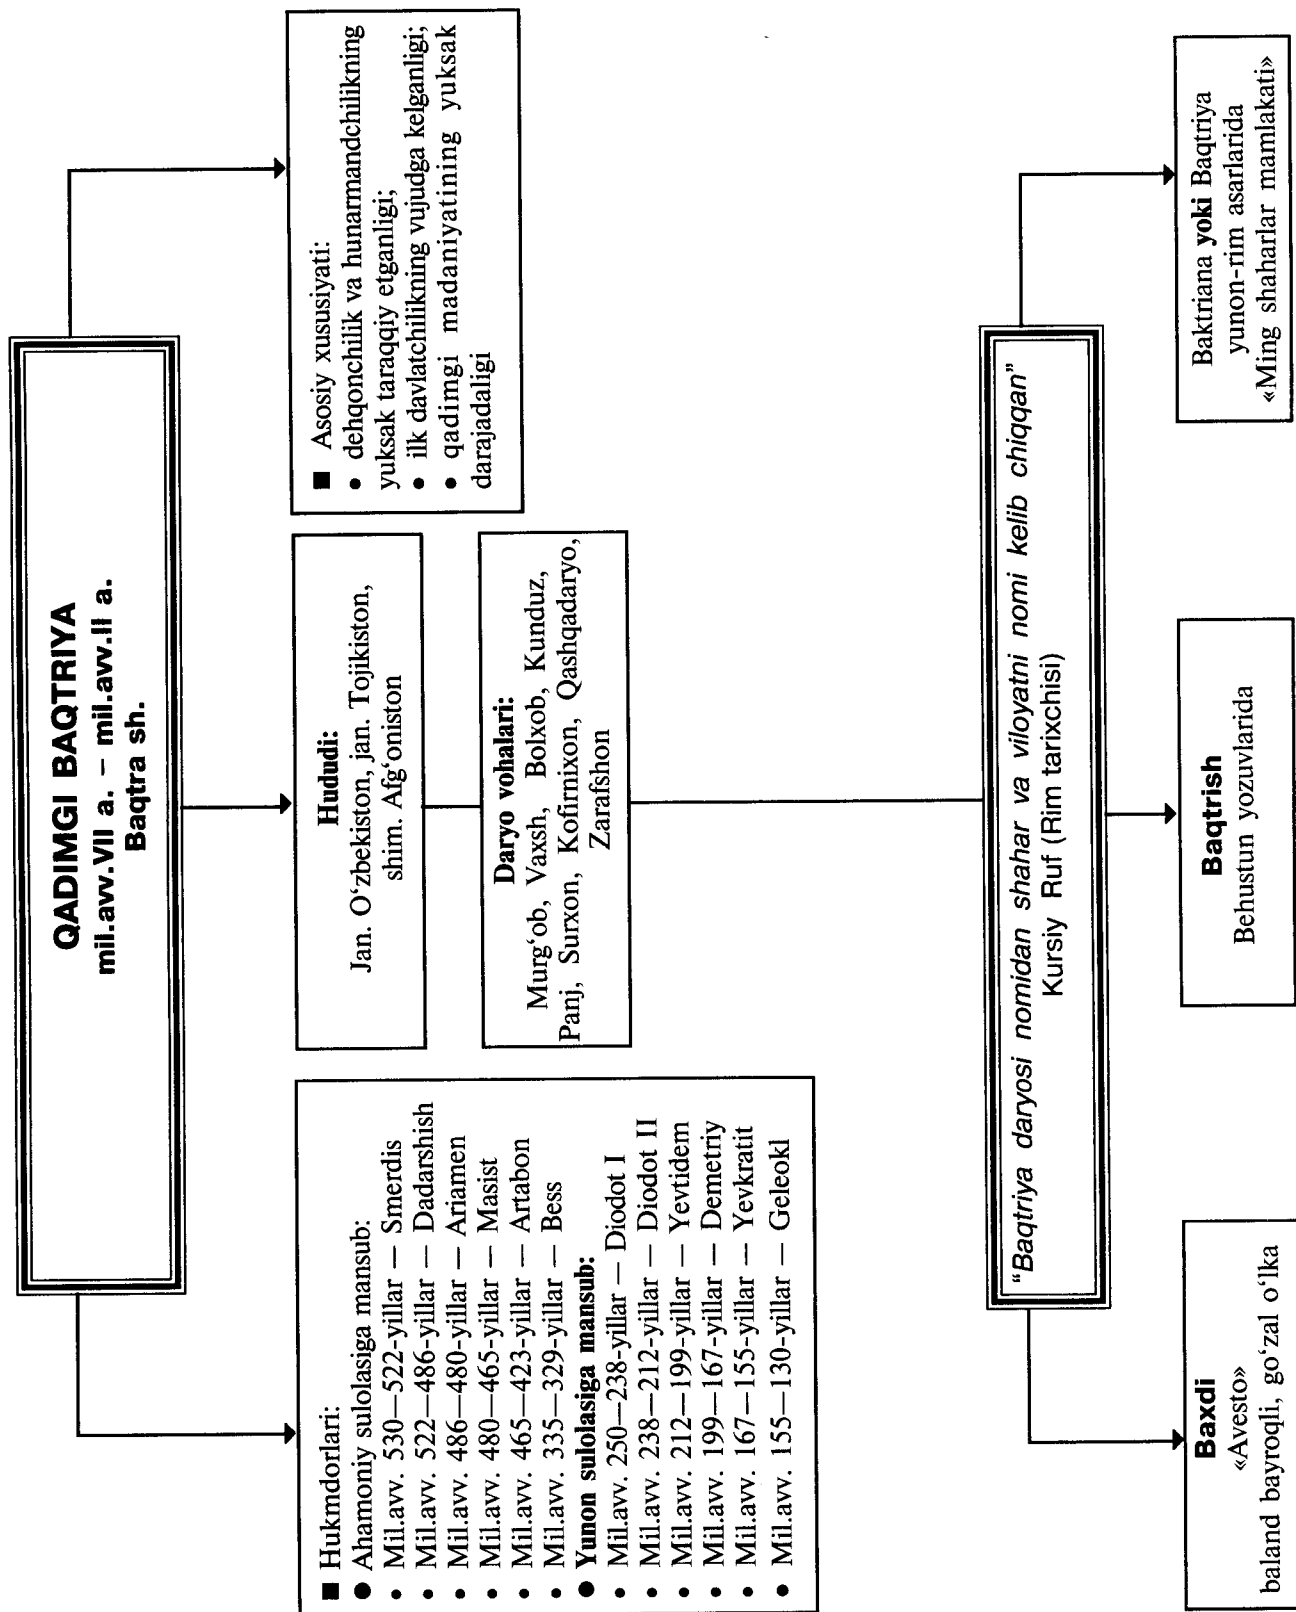 QADIMGI BAQTRIYA
mil.avv.VII a. – mil.avv.II a.
Baqtra sh.
■ Hukmdorlari:
● Ahamoniy sulolasiga mansub:
• Mil.avv. 530—522-yillar — Smerdis
• Mil.avv. 522—486-yillar — Dadarshish
• Mil.avv. 486—480-yillar — Ariamen
• Mil.avv. 480—465-yillar — Masist
• Mil.avv. 465—423-yillar — Artabon
• Mil.avv. 335—329-yillar — Bess
● Yunon sulolasiga mansub:
• Mil.avv. 250—238-yillar — Diodot I
• Mil.avv. 238—212-yillar — Diodot II
• Mil.avv. 212—199-yillar — Yevtidem
• Mil.avv. 199—167-yillar — Demetriy
• Mil.avv. 167—155-yillar — Yevkratit
• Mil.avv. 155—130-yillar — Geleokl
Hududi:
Jan. O‘zbekiston, jan. Tojikiston,
shim. Afg‘oniston
Daryo vohalari:
Murg‘ob, Vaxsh, Bolxob, Kunduz,
Panj, Surxon, Kofirnixon, Qashqadaryo,
Zarafshon
■ Asosiy xususiyati:
• dehqonchilik va hunarmandchilikning
yuksak taraqqiy etganligi;
• ilk davlatchilikning vujudga kelganligi;
• qadimgi madaniyatining yuksak
darajadaligi
“Baqtriya daryosi nomidan shahar va viloyatni nomi kelib chiqqan”
Kursiy Ruf (Rim tarixchisi)
Baxdi
«Avesto»
baland bayroqli, go‘zal o‘lka
Baqtrish
Behustun yozuvlarida
Baktriana yoki Baqtriya
yunon-rim asarlarida
«Ming shaharlar mamlakati»